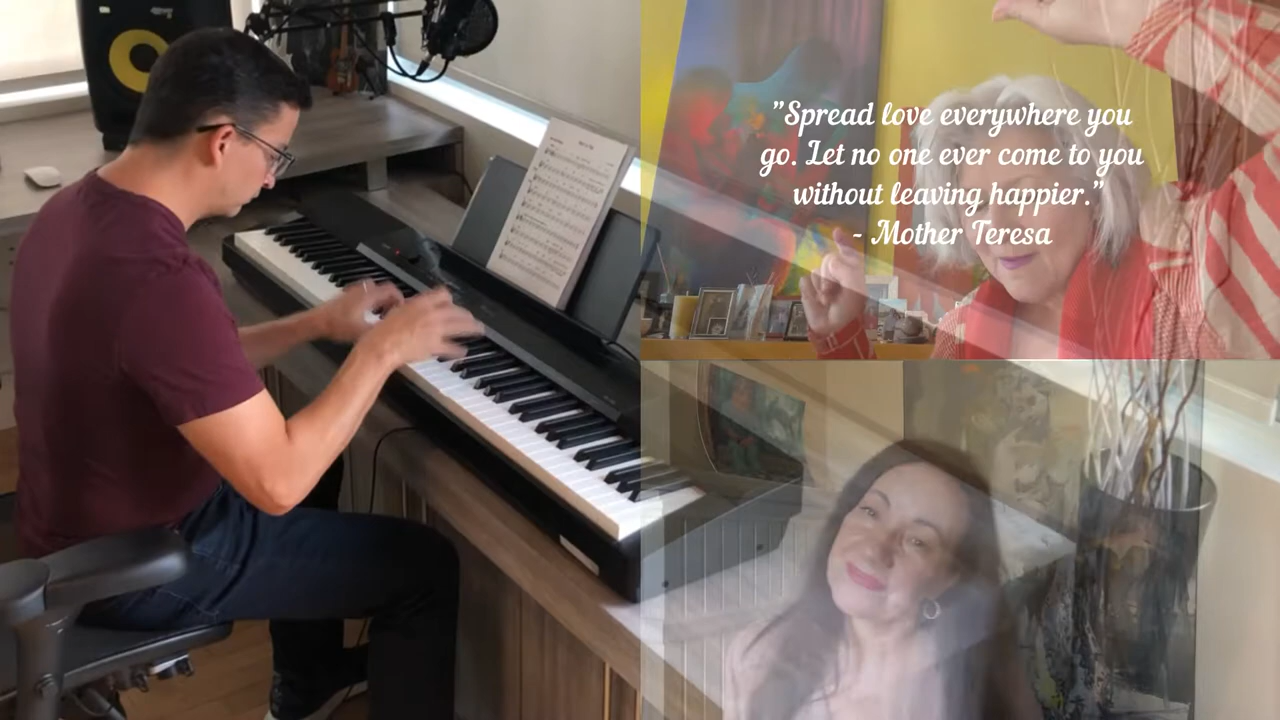 "Spread love everywhere you
go. Let no one ever come to you
without leaving happier."
- Mother Teresa